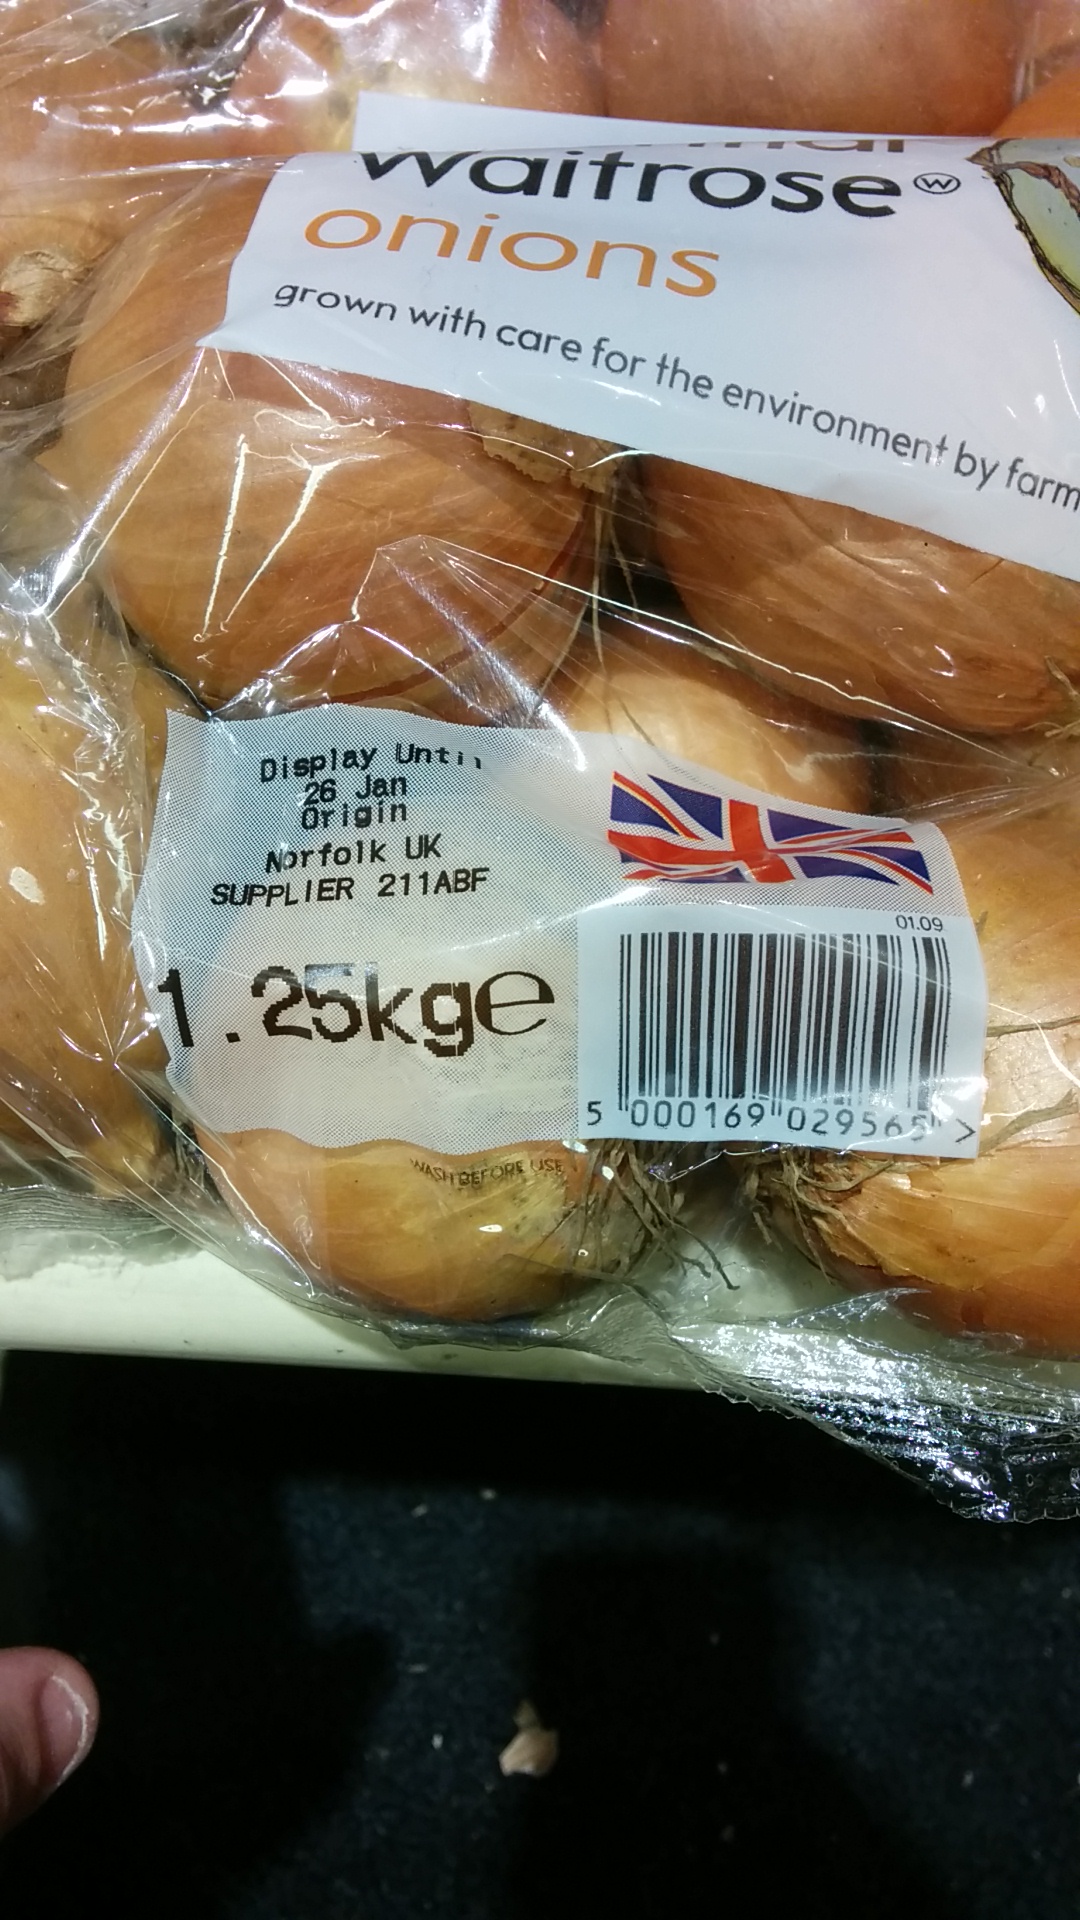 waitrose
onions
grown with care for the environment by farm
Display Until
26 Jan
Origin
Norfolk UK
SUPPLIER 211ABF
1.25kg℮
01.09
5 000169 029565 >
WASH BEFORE USE